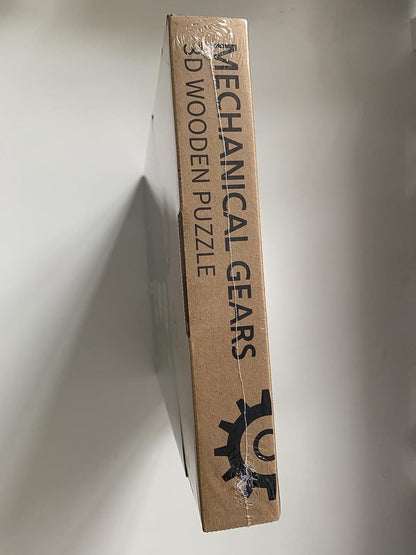 MECHANICAL GEARS
3D WOODEN PUZZLE